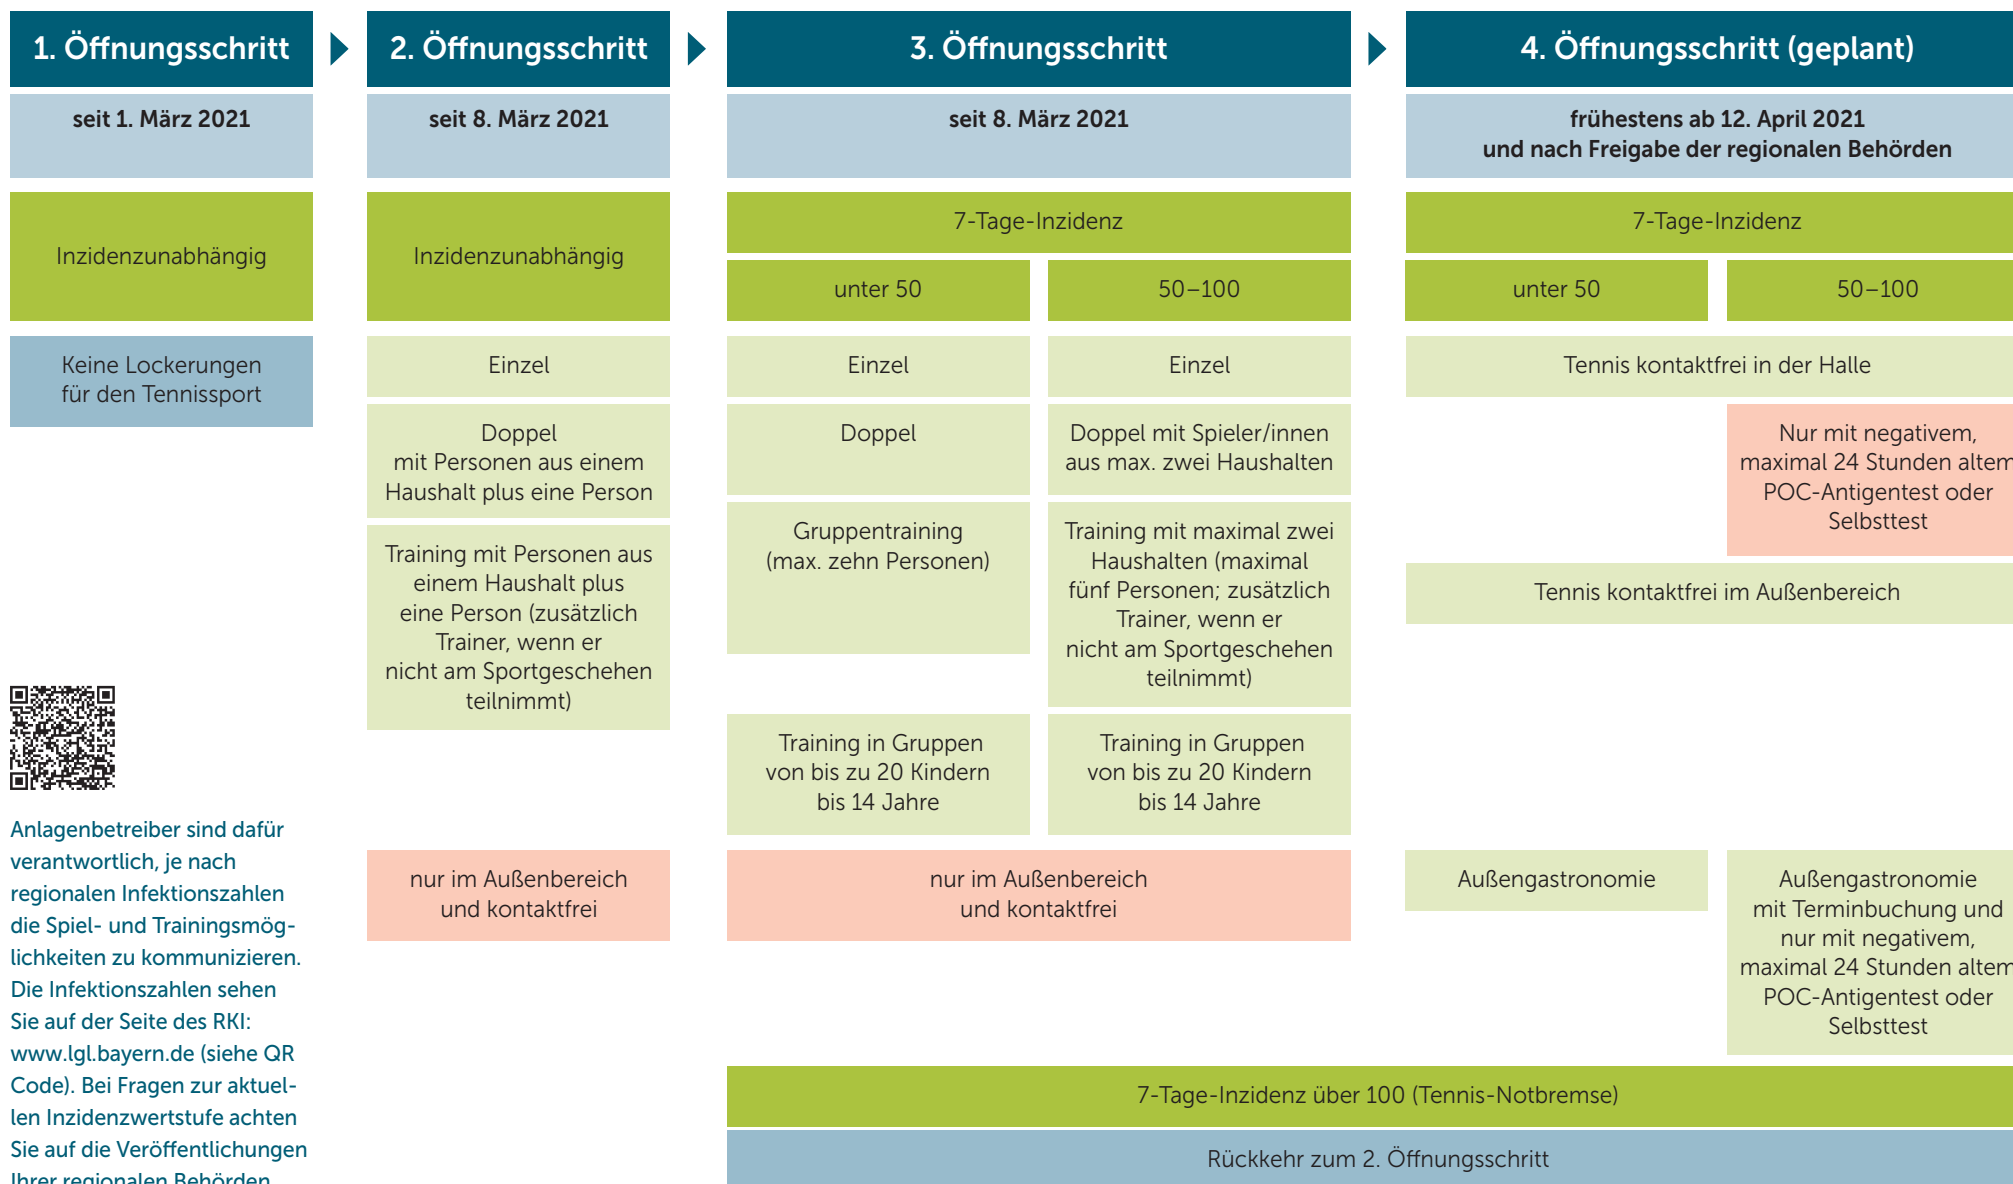 1. Öffnungsschritt
seit 1. März 2021
Inzidenzunabhängig
Keine Lockerungen
für den Tennissport
Anlagenbetreiber sind dafür
verantwortlich, je nach
regionalen Infektionszahlen
die Spiel- und Trainingsmög-
lichkeiten zu kommunizieren.
Die Infektionszahlen sehen
Sie auf der Seite des RKI:
www.lgl.bayern.de (siehe QR
Code). Bei Fragen zur aktuel-
len Inzidenzwertstufe achten
Sie auf die Veröffentlichungen
Ihrer regionalen Behörden
2. Öffnungsschritt
seit 8. März 2021
Inzidenzunabhängig
Einzel
Doppel
mit Personen aus einem
Haushalt plus eine Person
Training mit Personen aus
einem Haushalt plus
eine Person (zusätzlich
Trainer, wenn er
nicht am Sportgeschehen
teilnimmt)
nur im Außenbereich
und kontaktfrei
3. Öffnungsschritt
seit 8. März 2021
7-Tage-Inzidenz
unter 50
Einzel
Doppel
Gruppentraining
(max. zehn Personen)
Training in Gruppen
von bis zu 20 Kindern
bis 14 Jahre
50–100
Einzel
Doppel mit Spieler/innen
aus max. zwei Haushalten
Training mit maximal zwei
Haushalten (maximal
fünf Personen; zusätzlich
Trainer, wenn er
nicht am Sportgeschehen
teilnimmt)
Training in Gruppen
von bis zu 20 Kindern
bis 14 Jahre
nur im Außenbereich
und kontaktfrei
4. Öffnungsschritt (geplant)
frühestens ab 12. April 2021
und nach Freigabe der regionalen Behörden
7-Tage-Inzidenz
unter 50
50–100
Tennis kontaktfrei in der Halle
Nur mit negativem,
maximal 24 Stunden altem
POC-Antigentest oder
Selbsttest
Tennis kontaktfrei im Außenbereich
Außengastronomie
Außengastronomie
mit Terminbuchung und
nur mit negativem,
maximal 24 Stunden altem
POC-Antigentest oder
Selbsttest
7-Tage-Inzidenz über 100 (Tennis-Notbremse)
Rückkehr zum 2. Öffnungsschritt